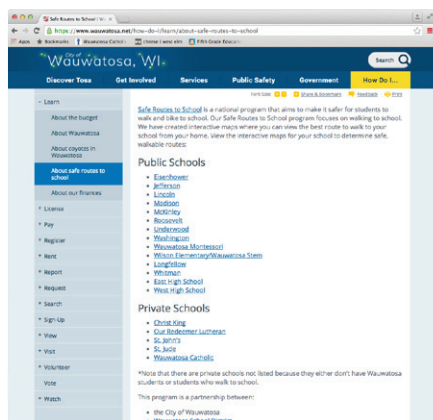 Safe Routes to School | W
https://www.wauwatosa.net/how-do-i/learn/about-safe-routes-to-school
Apps Bookmarks Wauwatosa Catholic
City of
Wauwatosa, WI
Search
Discover Tosa Get Involved Services Public Safety Government How Do I...
Font Size: Share & Bookmark Feedback Print
- Learn
About the budget
About Wauwatosa
About coyotes in
Wauwatosa
About safe routes to
school
About our finances
+ License
+ Pay
+ Register
+ Rent
+ Report
+ Request
+ Search
+ Sign-Up
+ View
+ Visit
+ Volunteer
Vote
+ Watch
Safe Routes to School is a national program that aims to make it safer for students to
walk and bike to school. Our Safe Routes to School program focuses on walking to school.
We have created interactive maps where you can view the best route to walk to your
school from your home. View the interactive maps for your school to determine safe,
walkable routes:
Public Schools
• Eisenhower
• Jefferson
• Lincoln
• Madison
• McKinley
• Roosevelt
• Underwood
• Washington
• Wauwatosa Montessori
• Wilson Elementary/Wauwatosa Stem
• Longfellow
• Whitman
• East High School
• West High School
Private Schools
• Christ King
• Our Redeemer Lutheran
• St. John's
• St. Jude
• Wauwatosa Catholic
*Note that there are private schools not listed because they either don't have Wauwatosa
students or students who walk to school.
This program is a partnership between:
• the City of Wauwatosa
• Wauwatosa School District